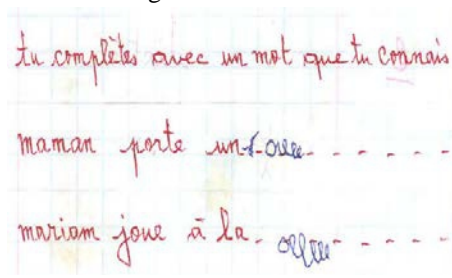 tu complètes avec un mot que tu connais
maman porte un - - - - -
mariam joue à la - - - - -